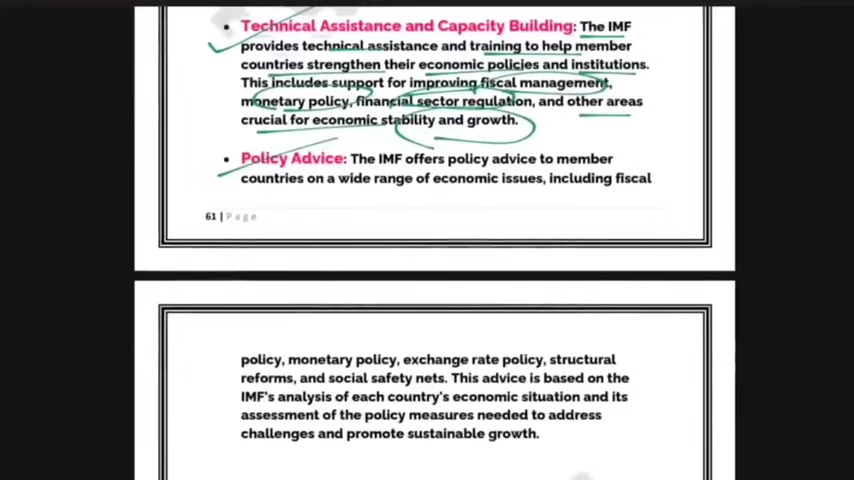 • Technical Assistance and Capacity Building: The IMF
provides technical assistance and training to help member
countries strengthen their economic policies and institutions.
This includes support for improving fiscal management,
monetary policy, financial sector regulation, and other areas
crucial for economic stability and growth.
• Policy Advice: The IMF offers policy advice to member
countries on a wide range of economic issues, including fiscal
61 | Page
policy, monetary policy, exchange rate policy, structural
reforms, and social safety nets. This advice is based on the
IMF's analysis of each country's economic situation and its
assessment of the policy measures needed to address
challenges and promote sustainable growth.